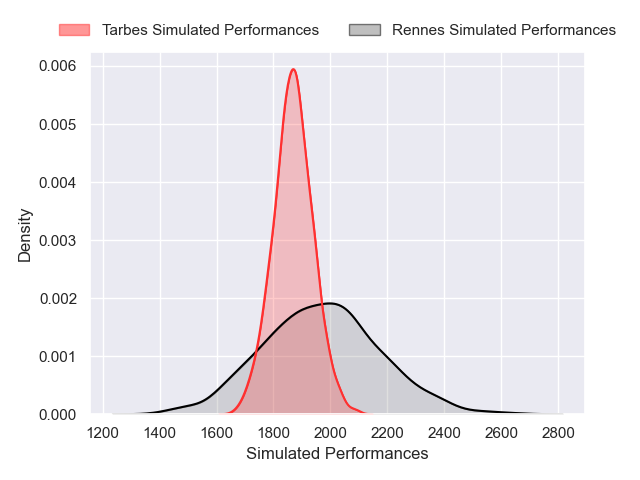 Tarbes Simulated Performances Rennes Simulated Performances
0.006
0.005
0.004
0.003
0.002
0.001
0.000
Density
1200 1400 1600 1800 2000 2200 2400 2600 2800
Simulated Performances